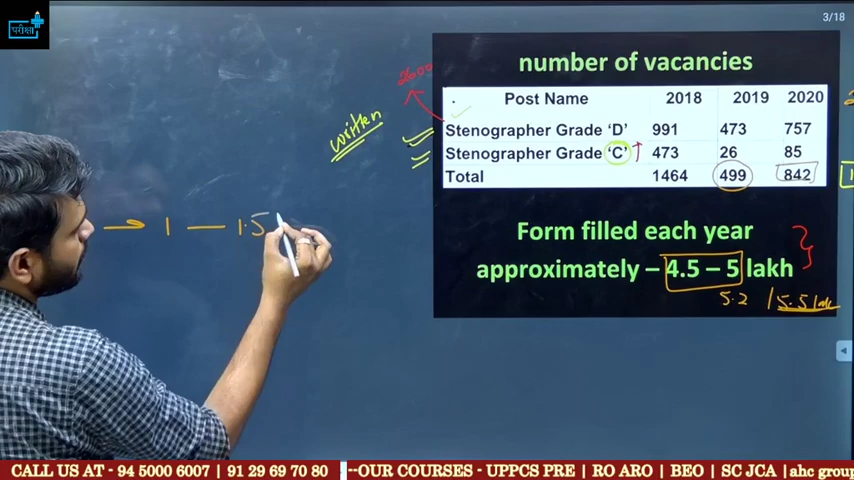 परीक्षा
3/18
number of vacancies
Post Name 2018 2019 2020
Stenographer Grade ‘D’ 991 473 757
Stenographer Grade ‘C’ 473 26 85
Total 1464 499 842
Form filled each year
approximately – 4.5 – 5 lakh
5.2 / 5.5 lak
2600
written
1 — 1.5
CALL US AT - 94 5000 6007 | 91 29 69 70 80 --OUR COURSES - UPPCS PRE | RO ARO | BEO | SC JCA | ahc group